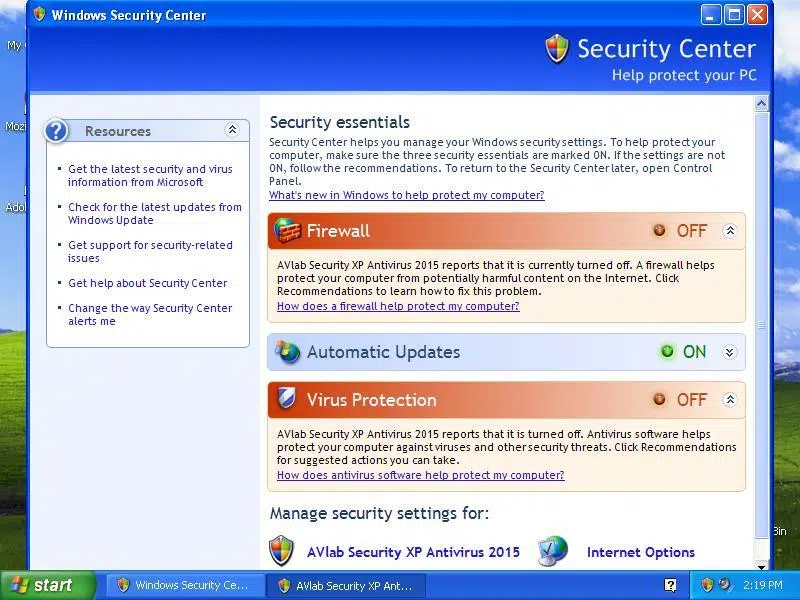 Windows Security Center
Security Center
Help protect your PC
My
Mozi
Adol
Resources
Get the latest security and virus
information from Microsoft
Check for the latest updates from
Windows Update
Get support for security-related
issues
Get help about Security Center
Change the way Security Center
alerts me
Security essentials
Security Center helps you manage your Windows security settings. To help protect your
computer, make sure the three security essentials are marked ON. If the settings are not
ON, follow the recommendations. To return to the Security Center later, open Control
Panel.
What's new in Windows to help protect my computer?
Firewall OFF
AVlab Security XP Antivirus 2015 reports that it is currently turned off. A firewall helps
protect your computer from potentially harmful content on the Internet. Click
Recommendations to learn how to fix this problem.
How does a firewall help protect my computer?
Automatic Updates ON
Virus Protection OFF
AVlab Security XP Antivirus 2015 reports that it is turned off. Antivirus software helps
protect your computer against viruses and other security threats. Click Recommendations
for suggested actions you can take.
How does antivirus software help protect my computer?
Manage security settings for:
AVlab Security XP Antivirus 2015 Internet Options
Bin
start Windows Security Ce... AVlab Security XP Ant... 2:19 PM